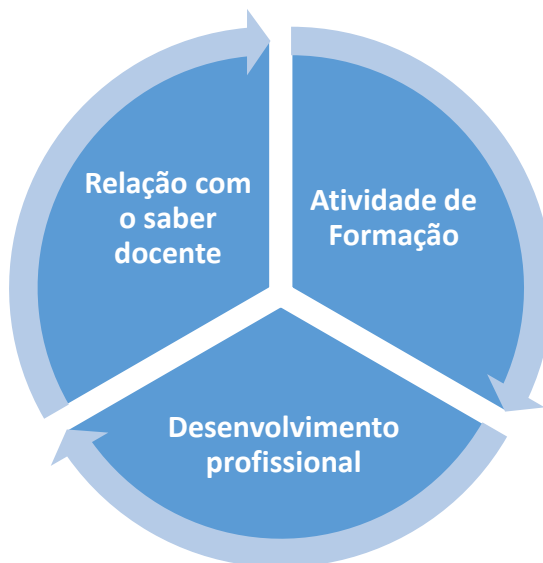 Relação com
o saber
docente
Atividade de
Formação
Desenvolvimento
profissional